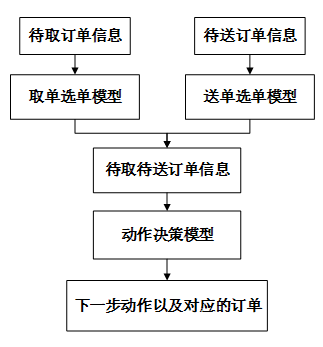 待取订单信息
待送订单信息
取单选单模型
送单选单模型
待取待送订单信息
动作决策模型
下一步动作以及对应的订单